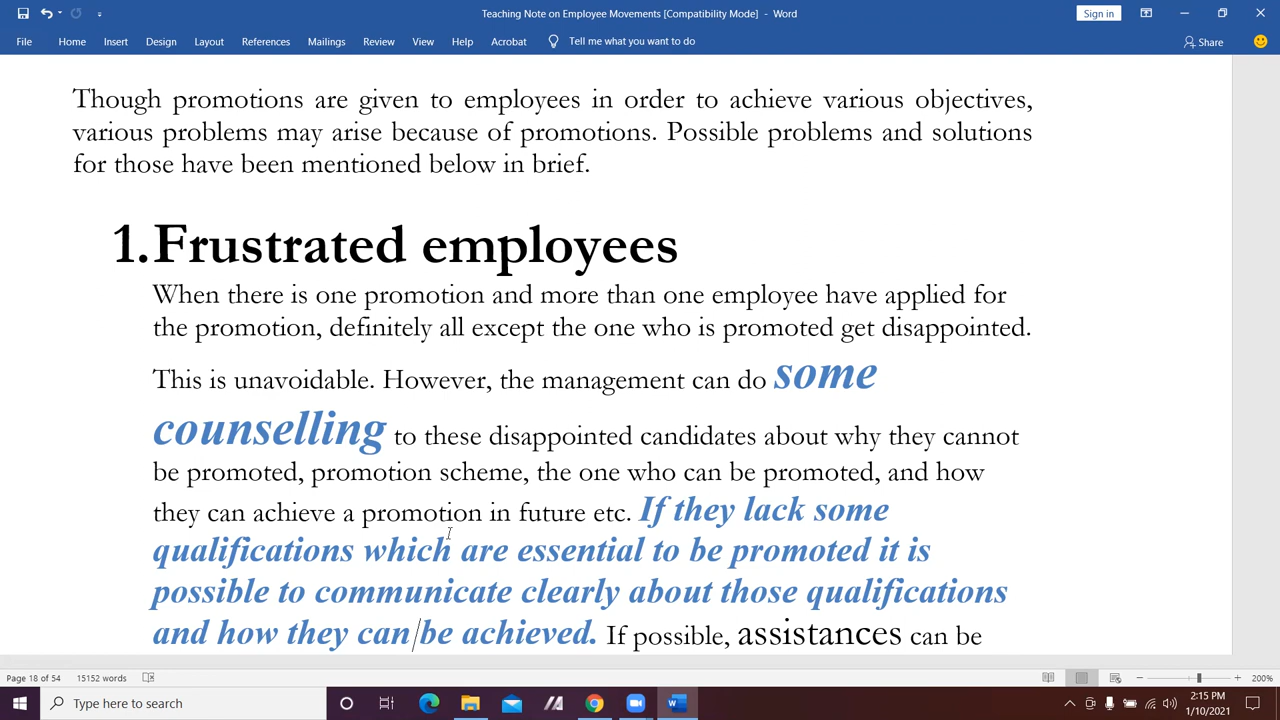 Teaching Note on Employee Movements [Compatibility Mode] - Word
Sign in
File Home Insert Design Layout References Mailings Review View Help Acrobat Tell me what you want to do Share
Though promotions are given to employees in order to achieve various objectives,
various problems may arise because of promotions. Possible problems and solutions
for those have been mentioned below in brief.
1. Frustrated employees
When there is one promotion and more than one employee have applied for
the promotion, definitely all except the one who is promoted get disappointed.
This is unavoidable. However, the management can do some
counselling to these disappointed candidates about why they cannot
be promoted, promotion scheme, the one who can be promoted, and how
they can achieve a promotion in future etc. If they lack some
qualifications which are essential to be promoted it is
possible to communicate clearly about those qualifications
and how they can be achieved. If possible, assistances can be
Page 18 of 54 15152 words 200%
Type here to search
2:15 PM
1/10/2021